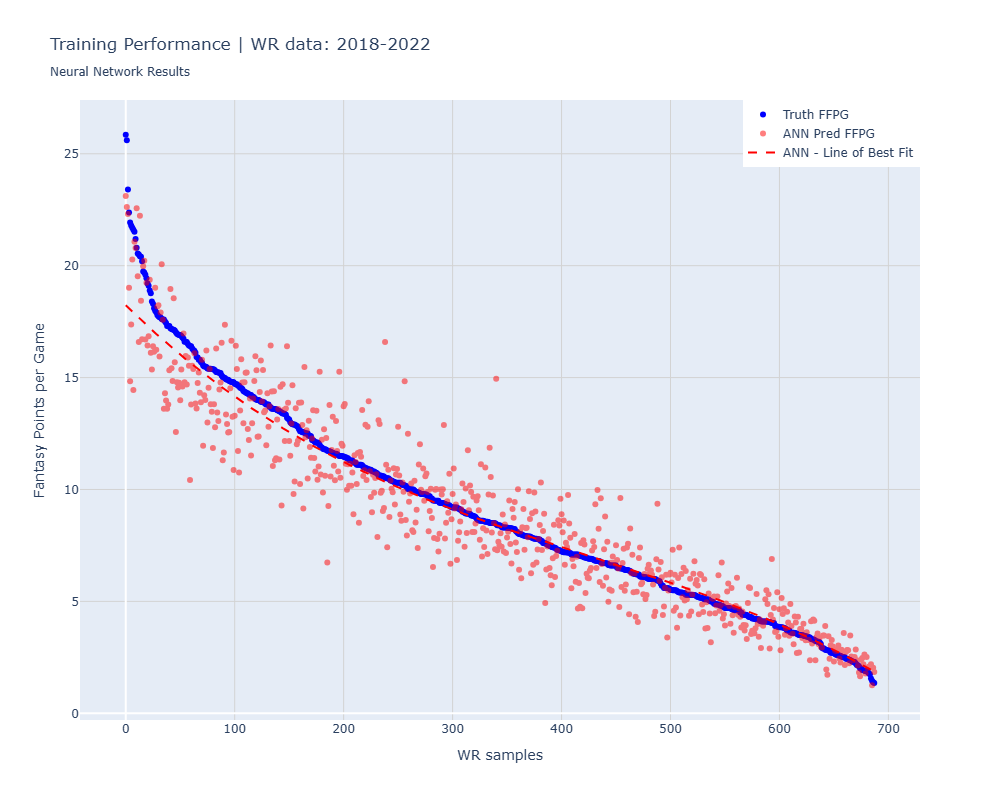 Training Performance | WR data: 2018-2022
Neural Network Results
Truth FFPG
ANN Pred FFPG
ANN - Line of Best Fit
25
20
15
10
5
0
Fantasy Points per Game
0 100 200 300 400 500 600 700
WR samples